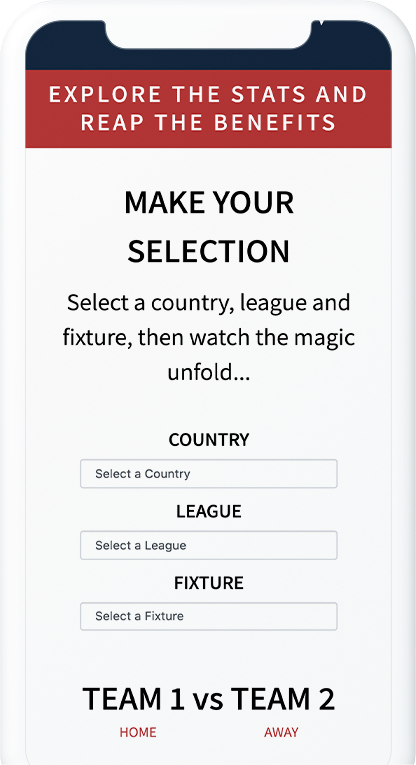 EXPLORE THE STATS AND
REAP THE BENEFITS
MAKE YOUR
SELECTION
Select a country, league and
fixture, then watch the magic
unfold...
COUNTRY
Select a Country
LEAGUE
Select a League
FIXTURE
Select a Fixture
TEAM 1 vs TEAM 2
HOME AWAY